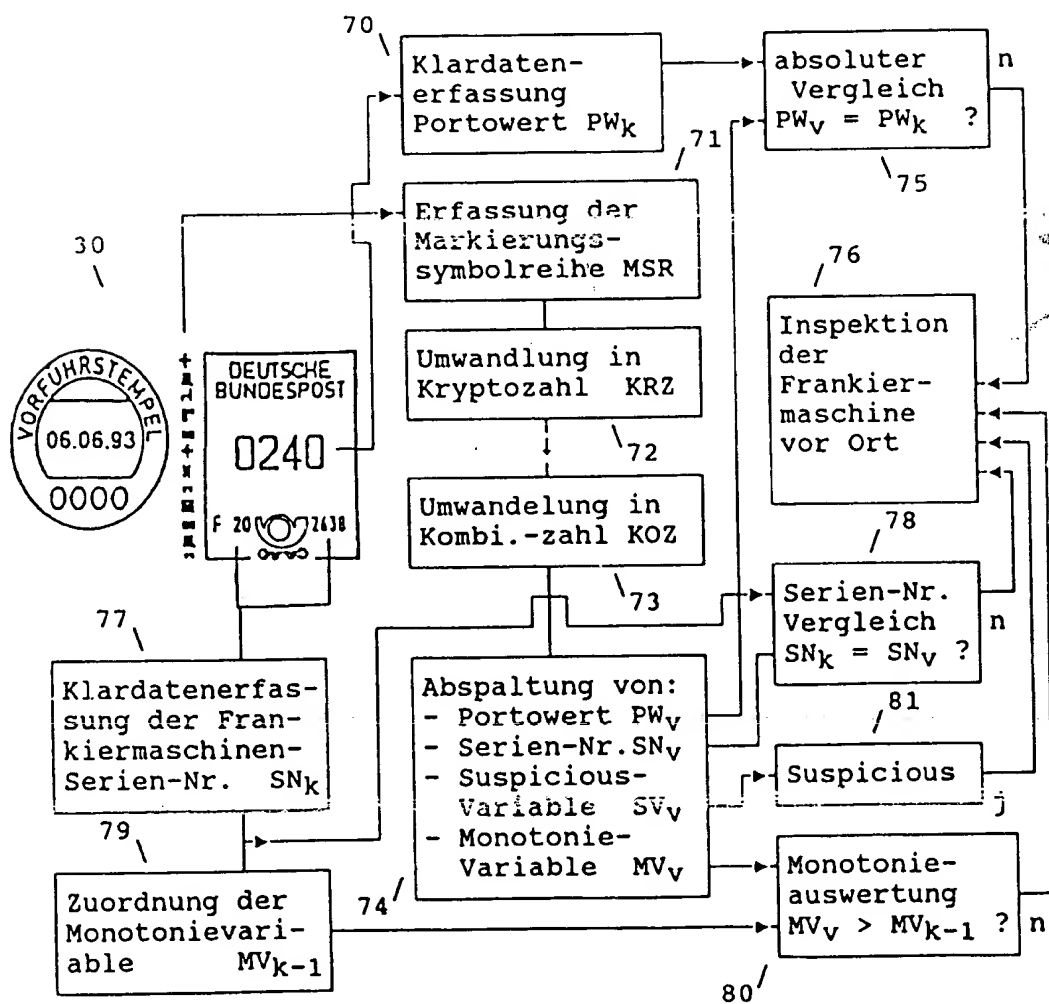 70
Klardaten-
erfassung
Portowert PWk
absoluter
Vergleich
PWv = PWk ?
n
75
71
Erfassung der
Markierungs-
symbolreihe MSR
30
VORFÜHRSTEMPEL
06.06.93
0000
DEUTSCHE
BUNDESPOST
0240
F 20 2638
Umwandlung in
Kryptozahl KRZ
72
Umwandelung in
Kombi.-zahl KOZ
73
76
Inspektion
der
Frankier-
maschine
vor Ort
78
Serien-Nr.
Vergleich
SNk = SNv ?
n
77
Klardatenerfas-
sung der Fran-
kiermaschinen-
Serien-Nr. SNk
Abspaltung von:
- Portowert PWv
- Serien-Nr.SNv
- Suspicious-
Variable SVv
- Monotonie-
Variable MVv
74
81
Suspicious
j
79
Zuordnung der
Monotonievari-
able MVk-1
Monotonie-
auswertung
MVv > MVk-1 ?
n
80